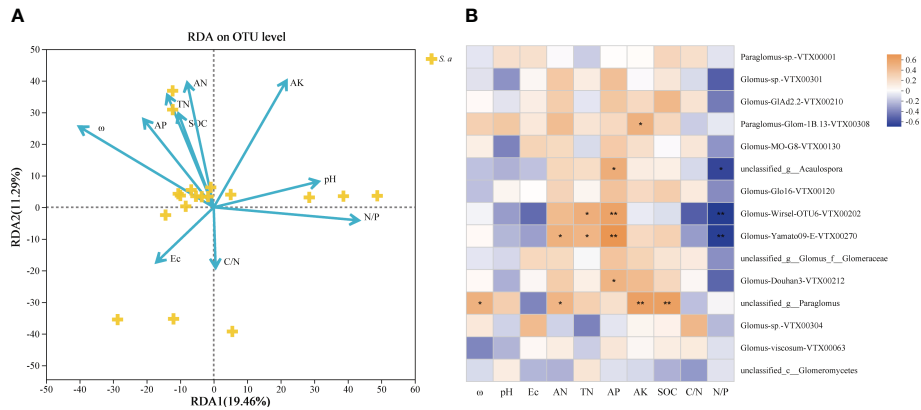 A
RDA on OTU level
S. a
50
40
30
20
10
0
-10
-20
-30
-40
-50
RDA2(11.29%)
AN
AK
TN
SOC
AP
ω
pH
N/P
Ec
C/N
-50 -40 -30 -20 -10 0 10 20 30 40 50 60
RDA1(19.46%)
B
Paraglomus-sp.-VTX00001
Glomus-sp.-VTX00301
Glomus-GlAd2.2-VTX00210
Paraglomus-Glom-1B.13-VTX00308 *
Glomus-MO-G8-VTX00130
unclassified_g__Acaulospora * *
Glomus-Glo16-VTX00120
Glomus-Wirsel-OTU6-VTX00202 * ** **
Glomus-Yamato09-E-VTX00270 * * ** **
unclassified_g__Glomus_f__Glomeraceae
Glomus-Douhan3-VTX00212 *
unclassified_g__Paraglomus * * ** **
Glomus-sp.-VTX00304
Glomus-viscosum-VTX00063
unclassified_c__Glomeromycetes
ω pH Ec AN TN AP AK SOC C/N N/P
0.6
0.4
0.2
0
-0.2
-0.4
-0.6